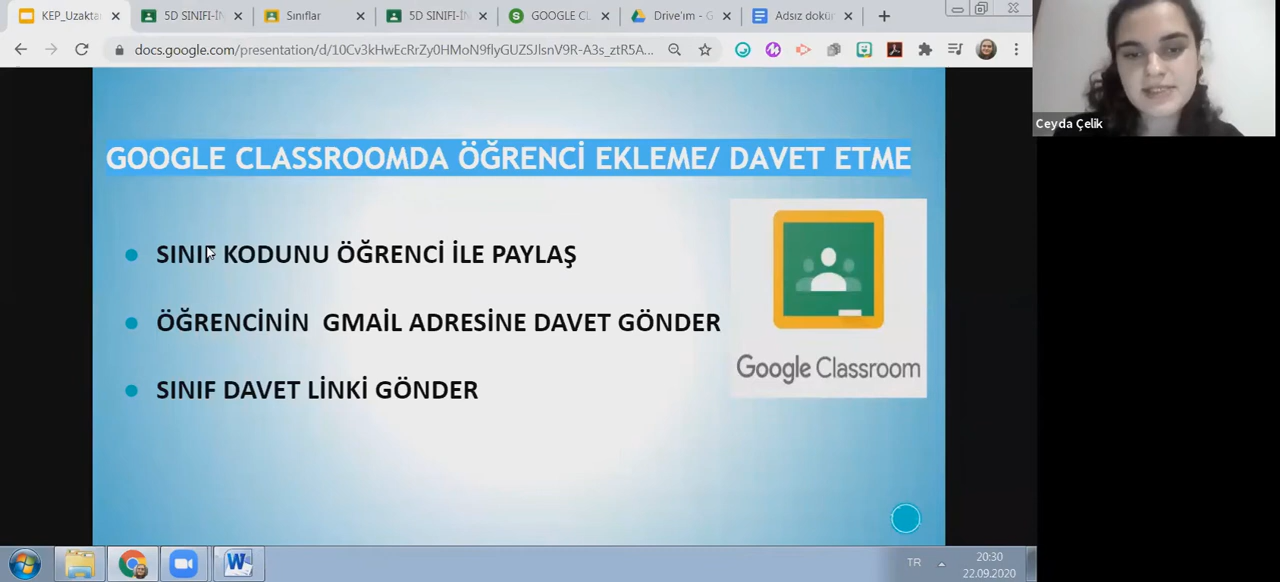 KEP_Uzakta
5D SINIFI-İN
Sınıflar
5D SINIFI-İN
GOOGLE CL
Drive'ım - G
Adsız dokü
docs.google.com/presentation/d/10Cv3kHwEcRrZy0HMoN9flyGUZSJlsnV9R-A3s_ztR5A...
Ceyda Çelik
GOOGLE CLASSROOMDA ÖĞRENCİ EKLEME/ DAVET ETME
SINIF KODUNU ÖĞRENCİ İLE PAYLAŞ
ÖĞRENCİNİN GMAİL ADRESİNE DAVET GÖNDER
SINIF DAVET LİNKİ GÖNDER
Google Classroom
TR
20:30
22.09.2020